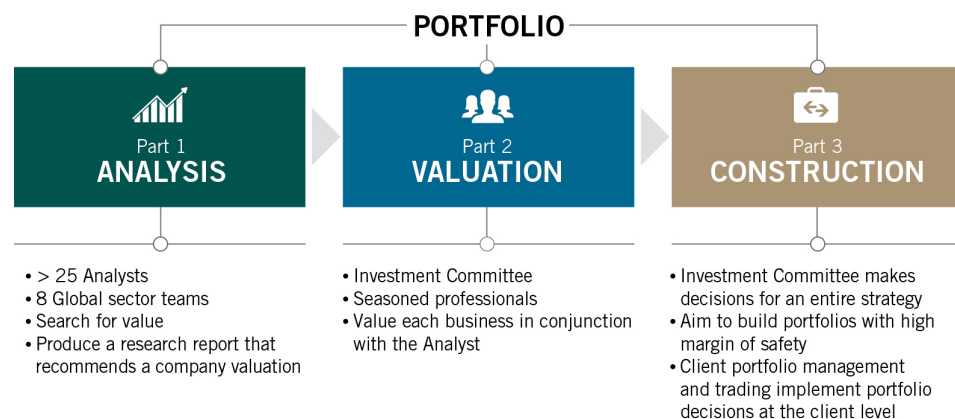 PORTFOLIO
Part 1
ANALYSIS
• > 25 Analysts
• 8 Global sector teams
• Search for value
• Produce a research report that
recommends a company valuation
Part 2
VALUATION
• Investment Committee
• Seasoned professionals
• Value each business in conjunction
with the Analyst
Part 3
CONSTRUCTION
• Investment Committee makes
decisions for an entire strategy
• Aim to build portfolios with high
margin of safety
• Client portfolio management
and trading implement portfolio
decisions at the client level